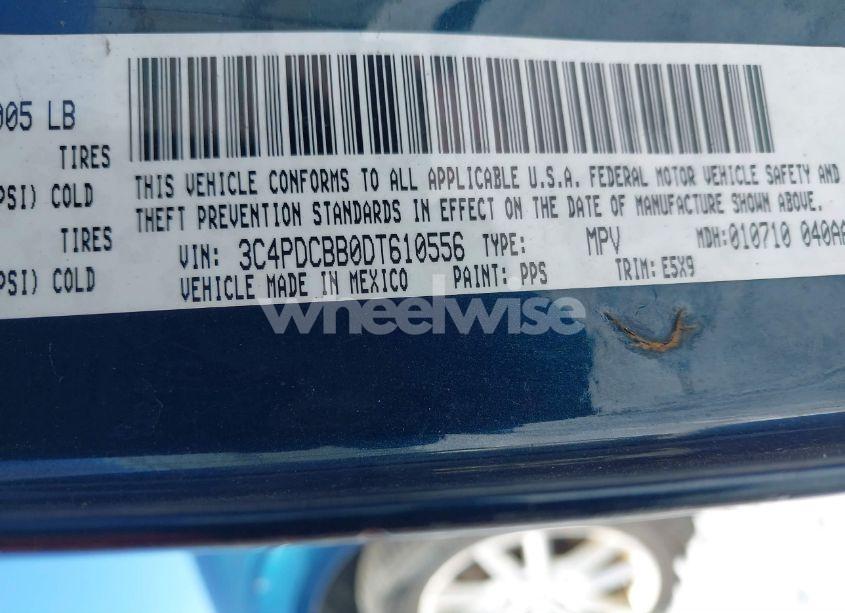 005 LB
TIRES
PSI) COLD
TIRES
PSI) COLD
THIS VEHICLE CONFORMS TO ALL APPLICABLE U.S.A. FEDERAL MOTOR VEHICLE SAFETY AND
THEFT PREVENTION STANDARDS IN EFFECT ON THE DATE OF MANUFACTURE SHOWN ABOVE.
VIN: 3C4PDCBB0DT610556 TYPE: MPV MDH:010710 040AA
VEHICLE MADE IN MEXICO PAINT: PPS TRIM: E5X9
wheelwise